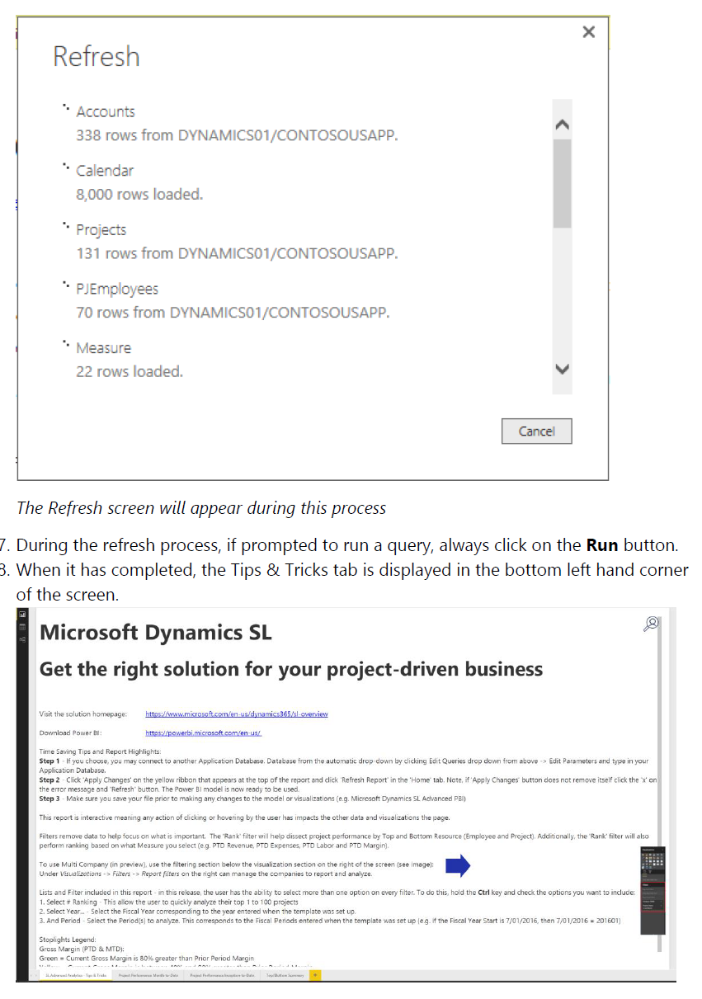 Refresh
Accounts
338 rows from DYNAMICS01/CONTOSOUSAPP.
Calendar
8,000 rows loaded.
Projects
131 rows from DYNAMICS01/CONTOSOUSAPP.
PJEmployees
70 rows from DYNAMICS01/CONTOSOUSAPP.
Measure
22 rows loaded.
Cancel
The Refresh screen will appear during this process
7. During the refresh process, if prompted to run a query, always click on the Run button.
8. When it has completed, the Tips & Tricks tab is displayed in the bottom left hand corner
of the screen.
Microsoft Dynamics SL
Get the right solution for your project-driven business
Visit the solution homepage: https://www.microsoft.com/en-us/dynamics365/sl-overview
Download Power BI: https://powerbi.microsoft.com/en-us/
Time Saving Tips and Report Highlights:
Step 1 - If you choose, you may connect to another Application Database. Database from the automatic drop-down by clicking Edit Queries drop down from above -> Edit Parameters and type in your
Application Database.
Step 2 - Click 'Apply Changes' on the yellow ribbon that appears at the top of the report and click 'Refresh Report' in the 'Home' tab. Note, if 'Apply Changes' button does not remove itself click the 'x' on
the error message and 'Refresh' button. The Power BI model is now ready to be used.
Step 3 - Make sure you save your file prior to making any changes to the model or visualizations (e.g. Microsoft Dynamics SL Advanced PBI)
This report is interactive meaning any action of clicking or hovering by the user has impacts the other data and visualizations the page.
Filters remove data to help focus on what is important. The 'Rank' filter will help dissect project performance by Top and Bottom Resource (Employee and Project). Additionally, the 'Rank' filter will also
perform ranking based on what Measure you select (e.g. PTD Revenue, PTD Expenses, PTD Labor and PTD Margin).
To use Multi Company (in preview), use the filtering section below the visualization section on the right of the screen (see image):
Under Visualizations -> Filters -> Report filters on the right can manage the companies to report and analyze.
Lists and Filter included in this report - in this release, the user has the ability to select more than one option on every filter. To do this, hold the Ctrl key and check the options you want to include:
1. Select # Ranking - This allow the user to quickly analyze their top 1 to 100 projects
2. Select Year... - Select the Fiscal Year corresponding to the year entered when the template was set up.
3. And Period - Select the Period(s) to analyze. This corresponds to the Fiscal Periods entered when the template was set up (e.g. if the Fiscal Year Start is 7/01/2016, then 7/01/2016 = 201601)
Stoplights Legend:
Gross Margin (PTD & MTD):
Green = Current Gross Margin is 80% greater than Prior Period Margin
SL Advanced Analytics - Tips & Tricks Project Performance Month-to-Date Project Performance Inception-to-Date Top/Bottom Summary +